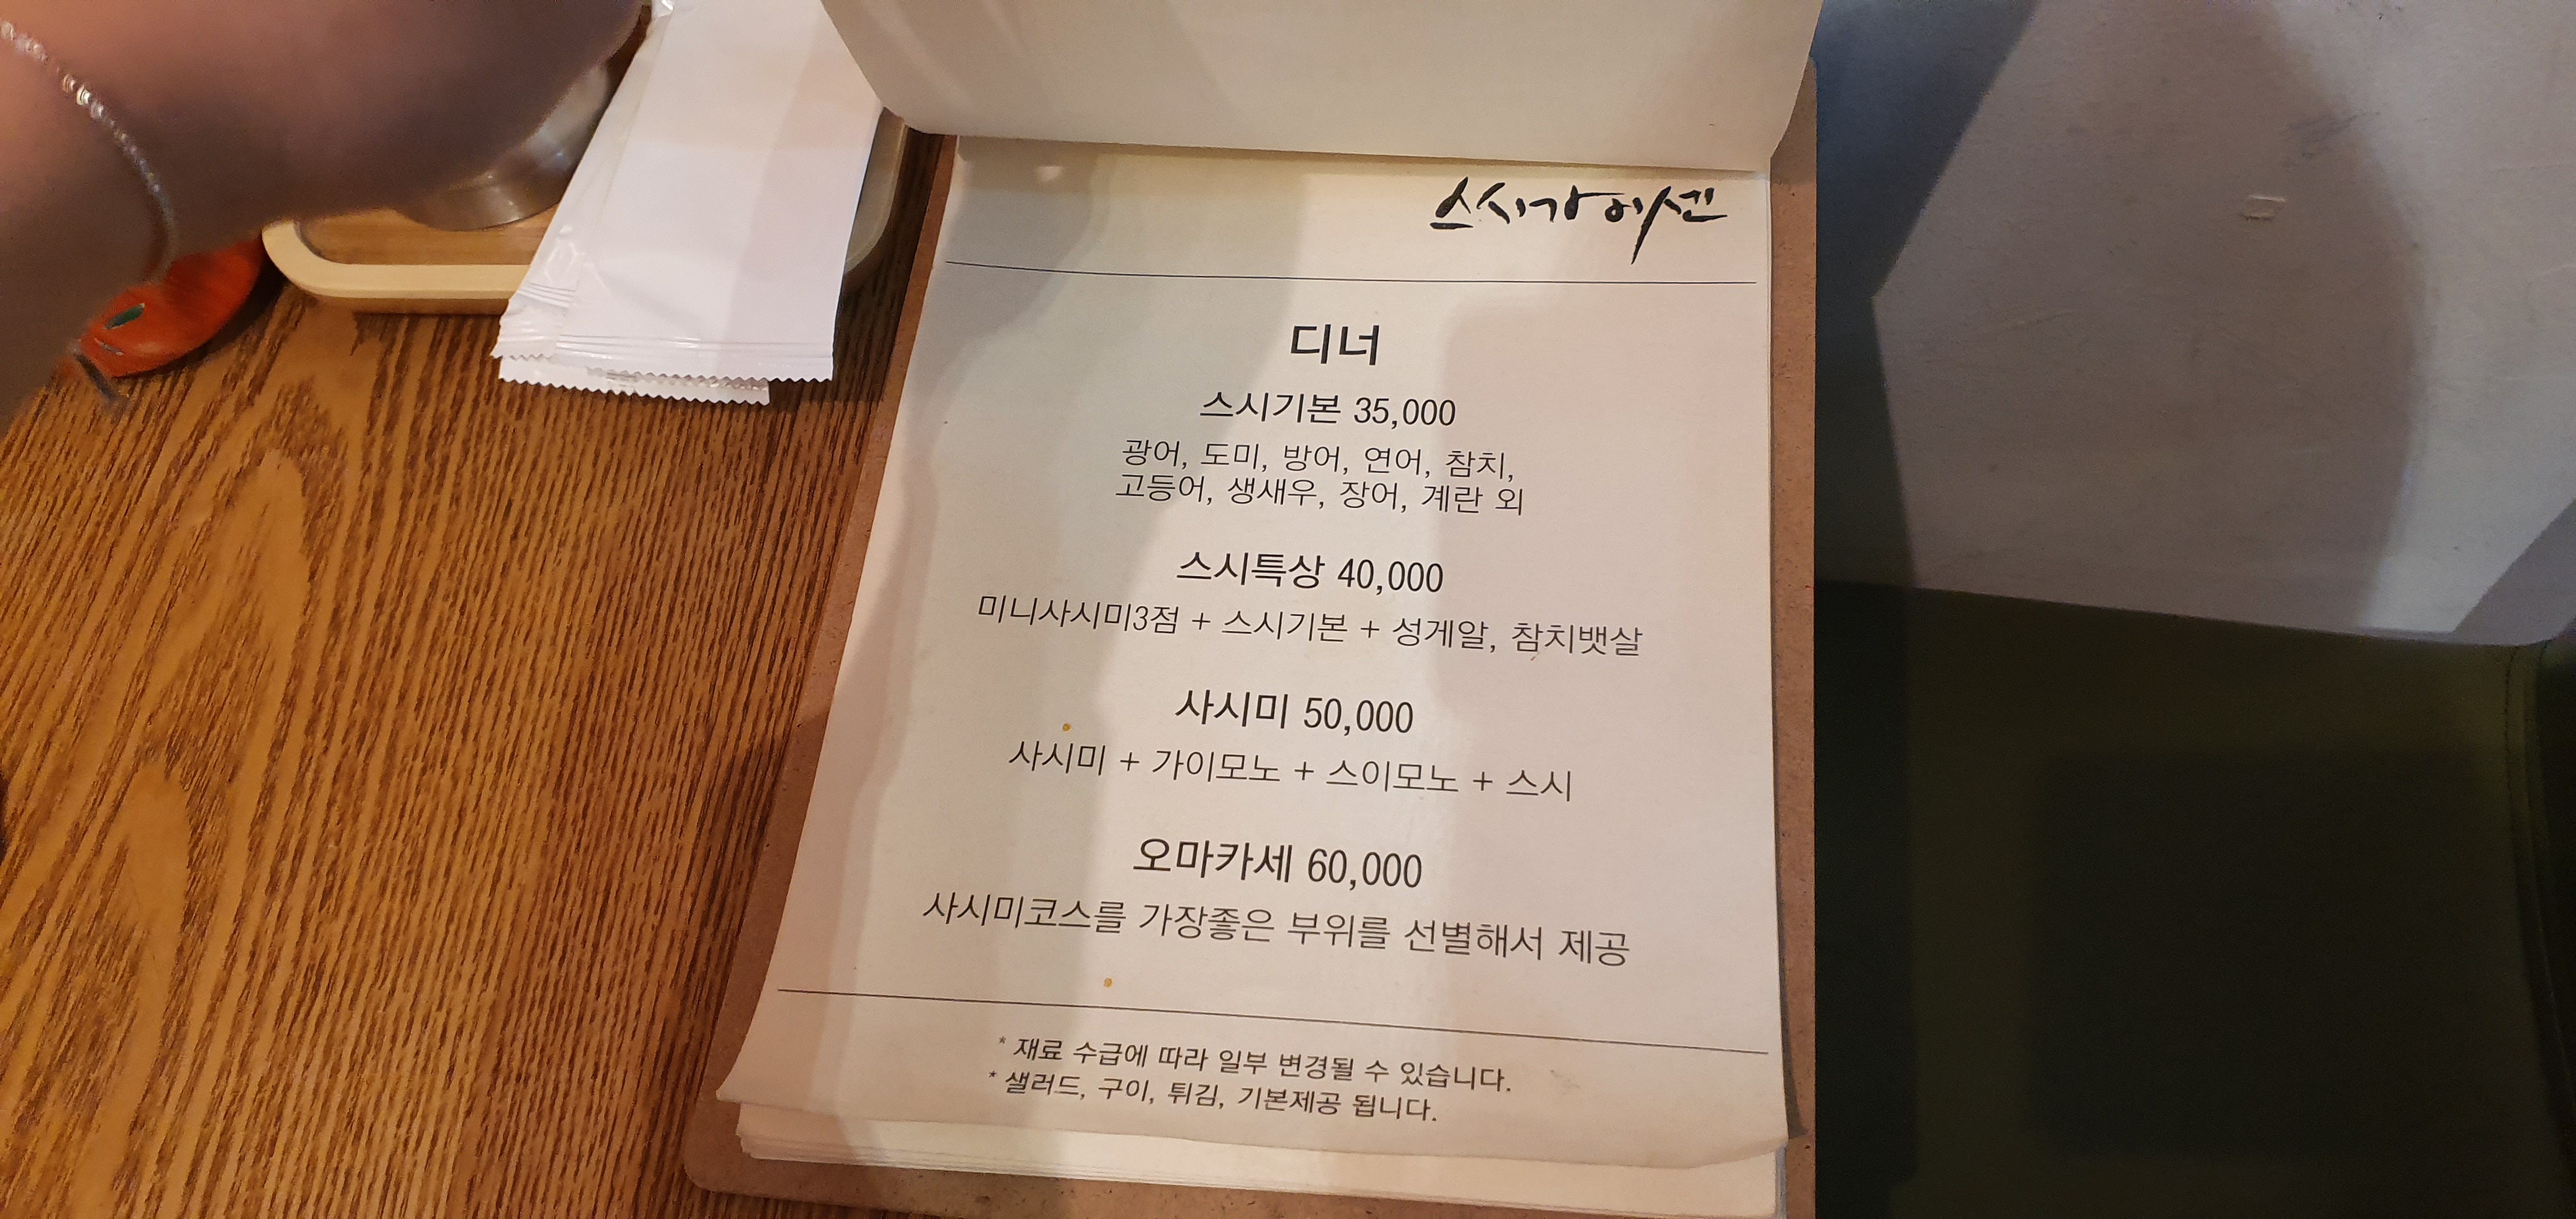 스시가이센
디너
스시기본 35,000
광어, 도미, 방어, 연어, 참치,
고등어, 생새우, 장어, 계란 외
스시특상 40,000
미니사시미3점 + 스시기본 + 성게알, 참치뱃살
사시미 50,000
사시미 + 가이모노 + 스이모노 + 스시
오마카세 60,000
사시미코스를 가장좋은 부위를 선별해서 제공
* 재료 수급에 따라 일부 변경될 수 있습니다.
* 샐러드, 구이, 튀김, 기본제공 됩니다.